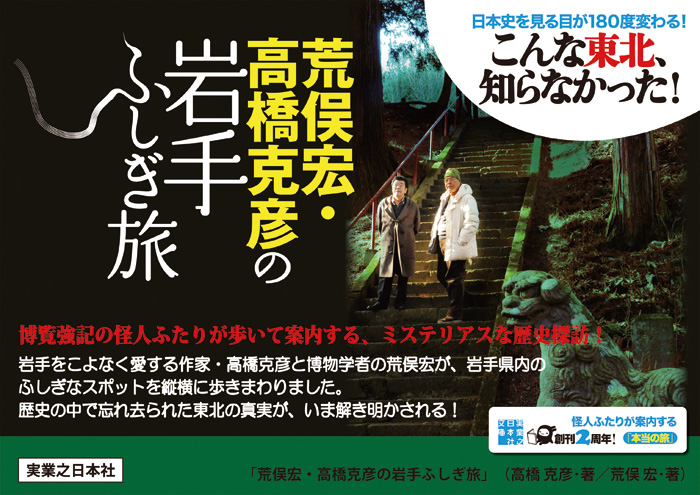 日本史を見る目が180度変わる!
こんな東北、
知らなかった!
荒俣宏・
高橋克彦の
岩手
ふしぎ旅
博覧強記の怪人ふたりが歩いて案内する、ミステリアスな歴史探訪!
岩手をこよなく愛する作家・高橋克彦と博物学者の荒俣宏が、岩手県内の
ふしぎなスポットを縦横に歩きまわりました。
歴史の中で忘れ去られた東北の真実が、いま解き明かされる!
実業之
日本社
文庫
創刊2周年!
怪人ふたりが案内する
『本当の旅』
実業之日本社
「荒俣宏・高橋克彦の岩手ふしぎ旅」(高橋 克彦・著/荒俣 宏・著)